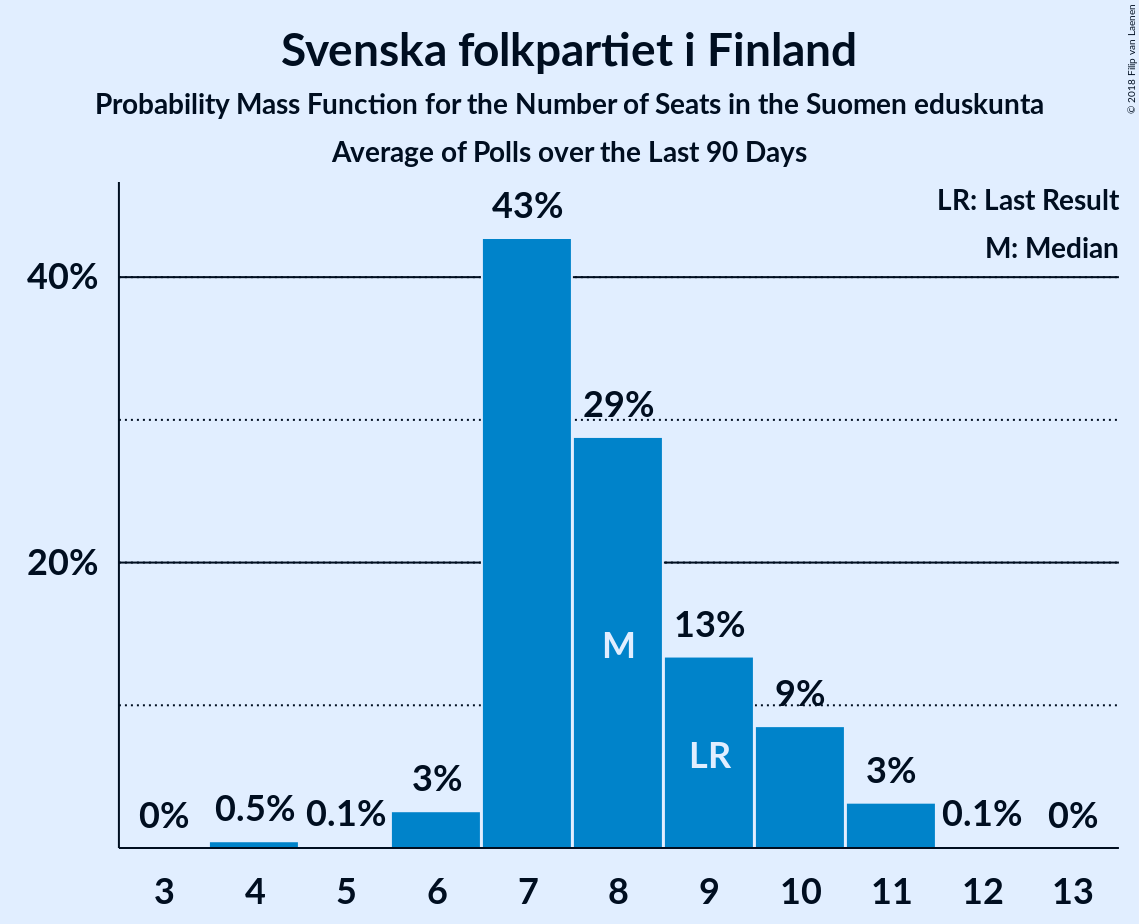 Svenska folkpartiet i Finland
Probability Mass Function for the Number of Seats in the Suomen eduskunta
Average of Polls over the Last 90 Days
© 2018 Filip van Laenen
LR: Last Result
M: Median
40%
20%
0%
0.5%
0.1%
3%
43%
29%
13%
9%
3%
0.1%
0%
M
LR
3 4 5 6 7 8 9 10 11 12 13